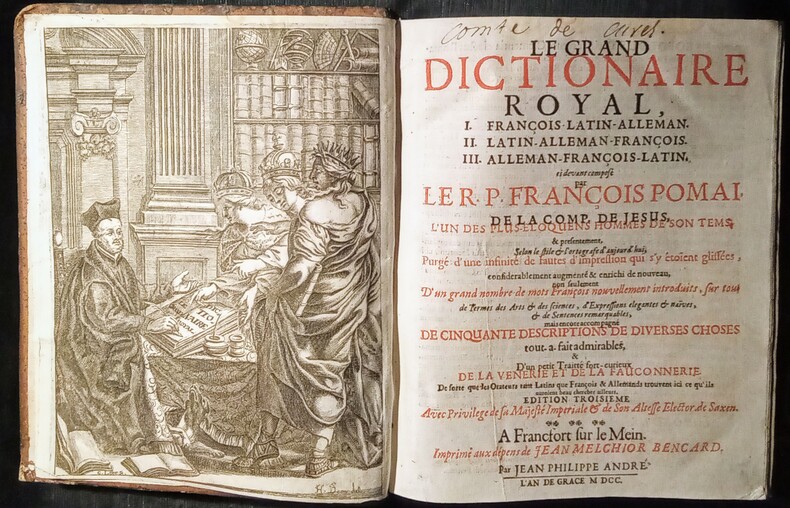 Comte de
LE GRAND
DICTIONAIRE
ROYAL,
I. FRANÇOIS-LATIN-ALLEMAN.
II. LATIN-ALLEMAN-FRANÇOIS.
III. ALLEMAN-FRANÇOIS-LATIN,
ci devant composé
par
LE R. P. FRANÇOIS POMAI.
DE LA COMP. DE JESUS,
L'UN DES PLUS-ELOQUENS HOMMES DE SON TEMS,
& presentement,
Selon le stile & l'ortografe d'aujourd'hui,
Purgé d'une infinité de fautes d'impression qui s'y étoient glissées,
considerablement augmenté & enrichi de nouveau,
non seulement
D'un grand nombre de mots François nouvellement introduits, sur tout
de Termes des Arts & des sciences, d'Expressions elegantes & naïves,
& de Sentences remarquables,
mais encore accompagné
DE CINQUANTE DESCRIPTIONS DE DIVERSES CHOSES
tout-a-fait admirables,
&
D'un petit Traitté fort-curieux
DE LA VENERIE ET DE LA FAUCONNERIE.
De sorte que les Orateurs tant Latins que François & Allemands trouvent ici ce qu'ils
auroient beau chercher ailleurs.
EDITION TROISIEME
Avec Privilege de sa Majesté Imperiale & de Son Altesse Elector. de Saxen.
A Francfort sur le Mein.
Imprimé aux dépens de JEAN MELCHIOR BENCARD.
Par JEAN PHILIPPE ANDRÉ
L'AN DE GRACE M DCC.